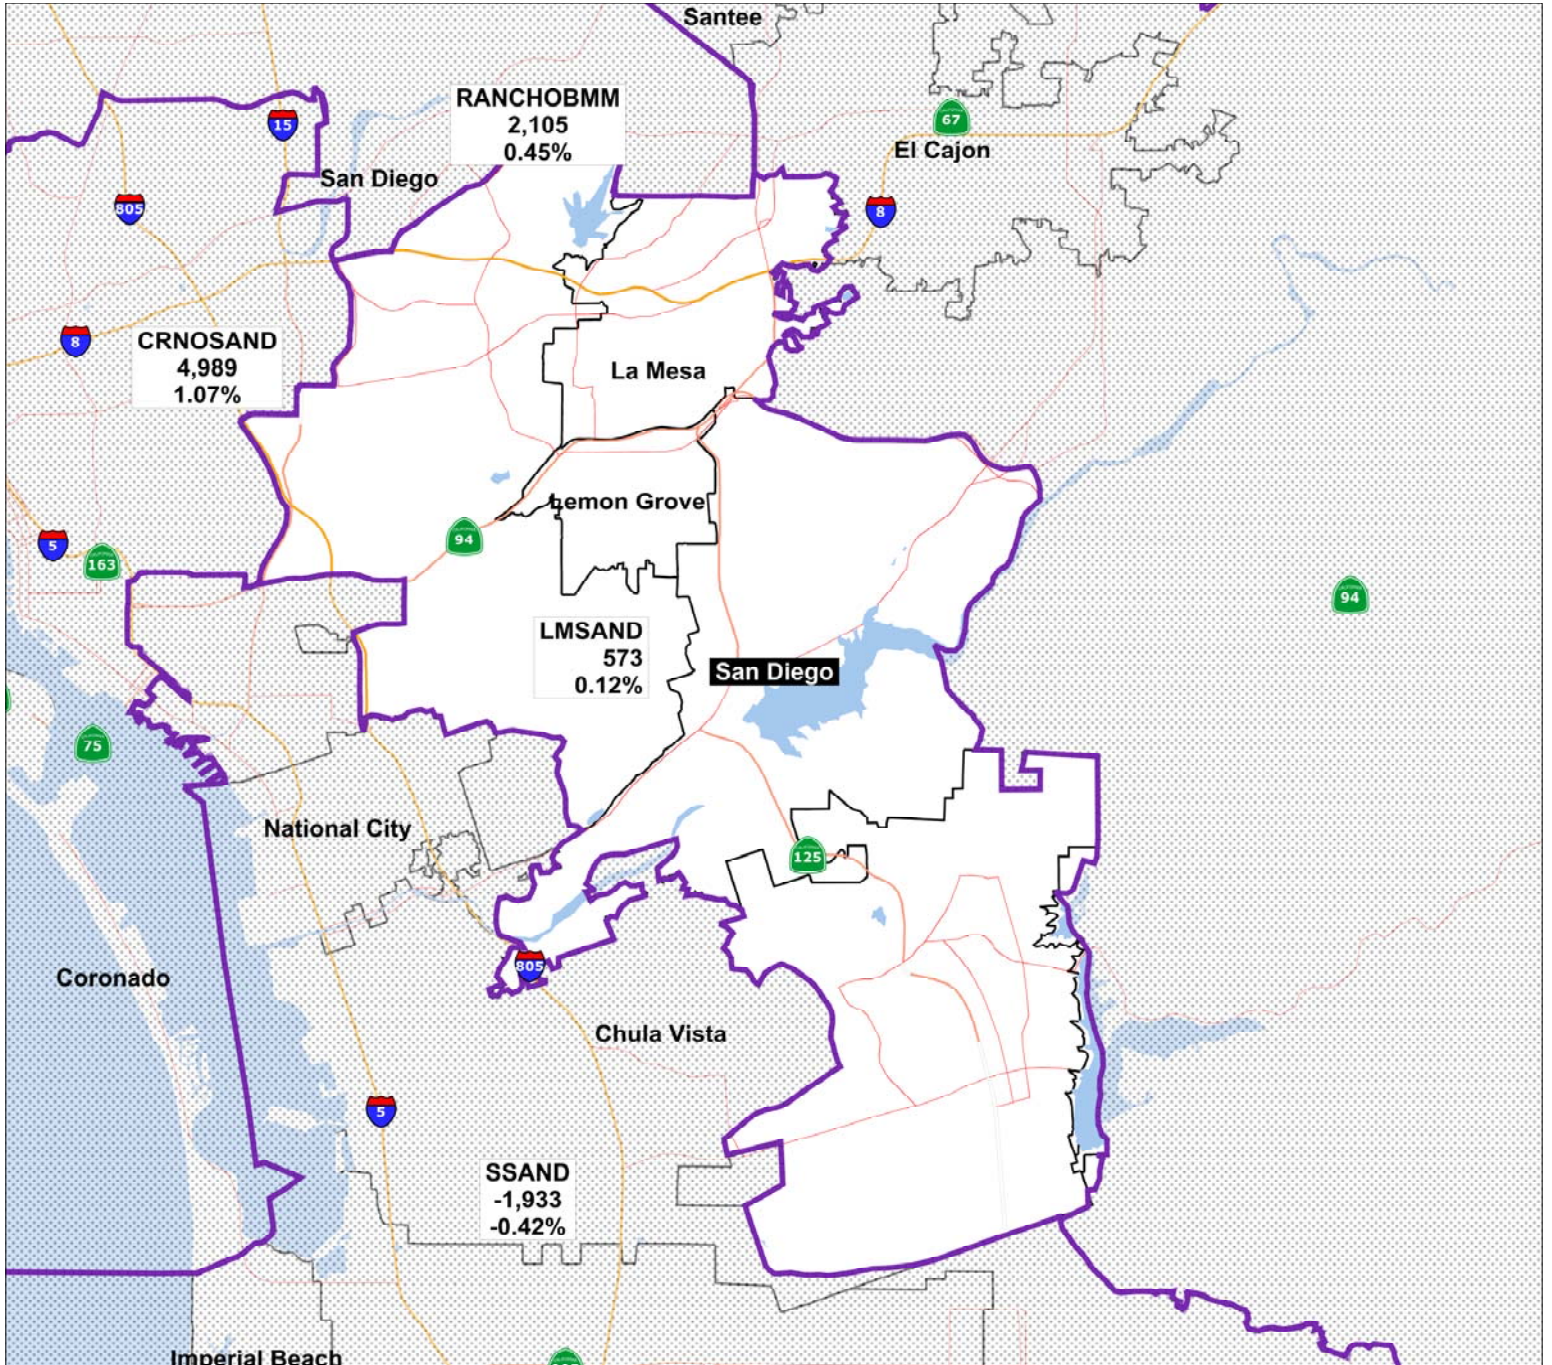 Santee
RANCHOBMM
2,105
0.45%
67
El Cajon
15
San Diego
805
8
8
CRNOSAND
4,989
1.07%
La Mesa
Lemon Grove
94
5
163
94
LMSAND
573
0.12%
San Diego
75
National City
125
805
Coronado
Chula Vista
5
SSAND
-1,933
-0.42%
Imperial Beach